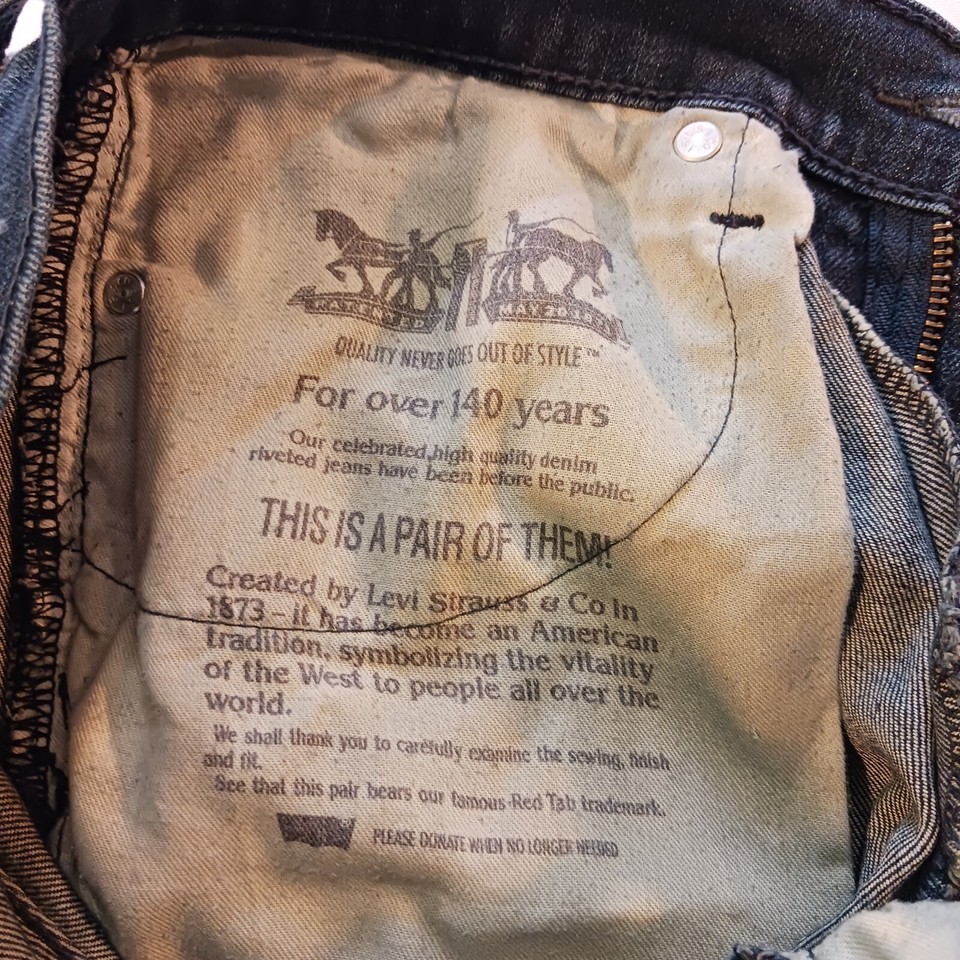 MAY 20 1873
QUALITY NEVER GOES OUT OF STYLE™
For over 140 years
Our celebrated, high quality denim
riveted jeans have been before the public.
THIS IS A PAIR OF THEM!
Created by Levi Strauss & Co in
1873 – it has become an American
tradition, symbolizing the vitality
of the West to people all over the
world.
We shall thank you to carefully examine the sewing, finish
and fit.
See that this pair bears our famous Red Tab trademark.
PLEASE DONATE WHEN NO LONGER NEEDED